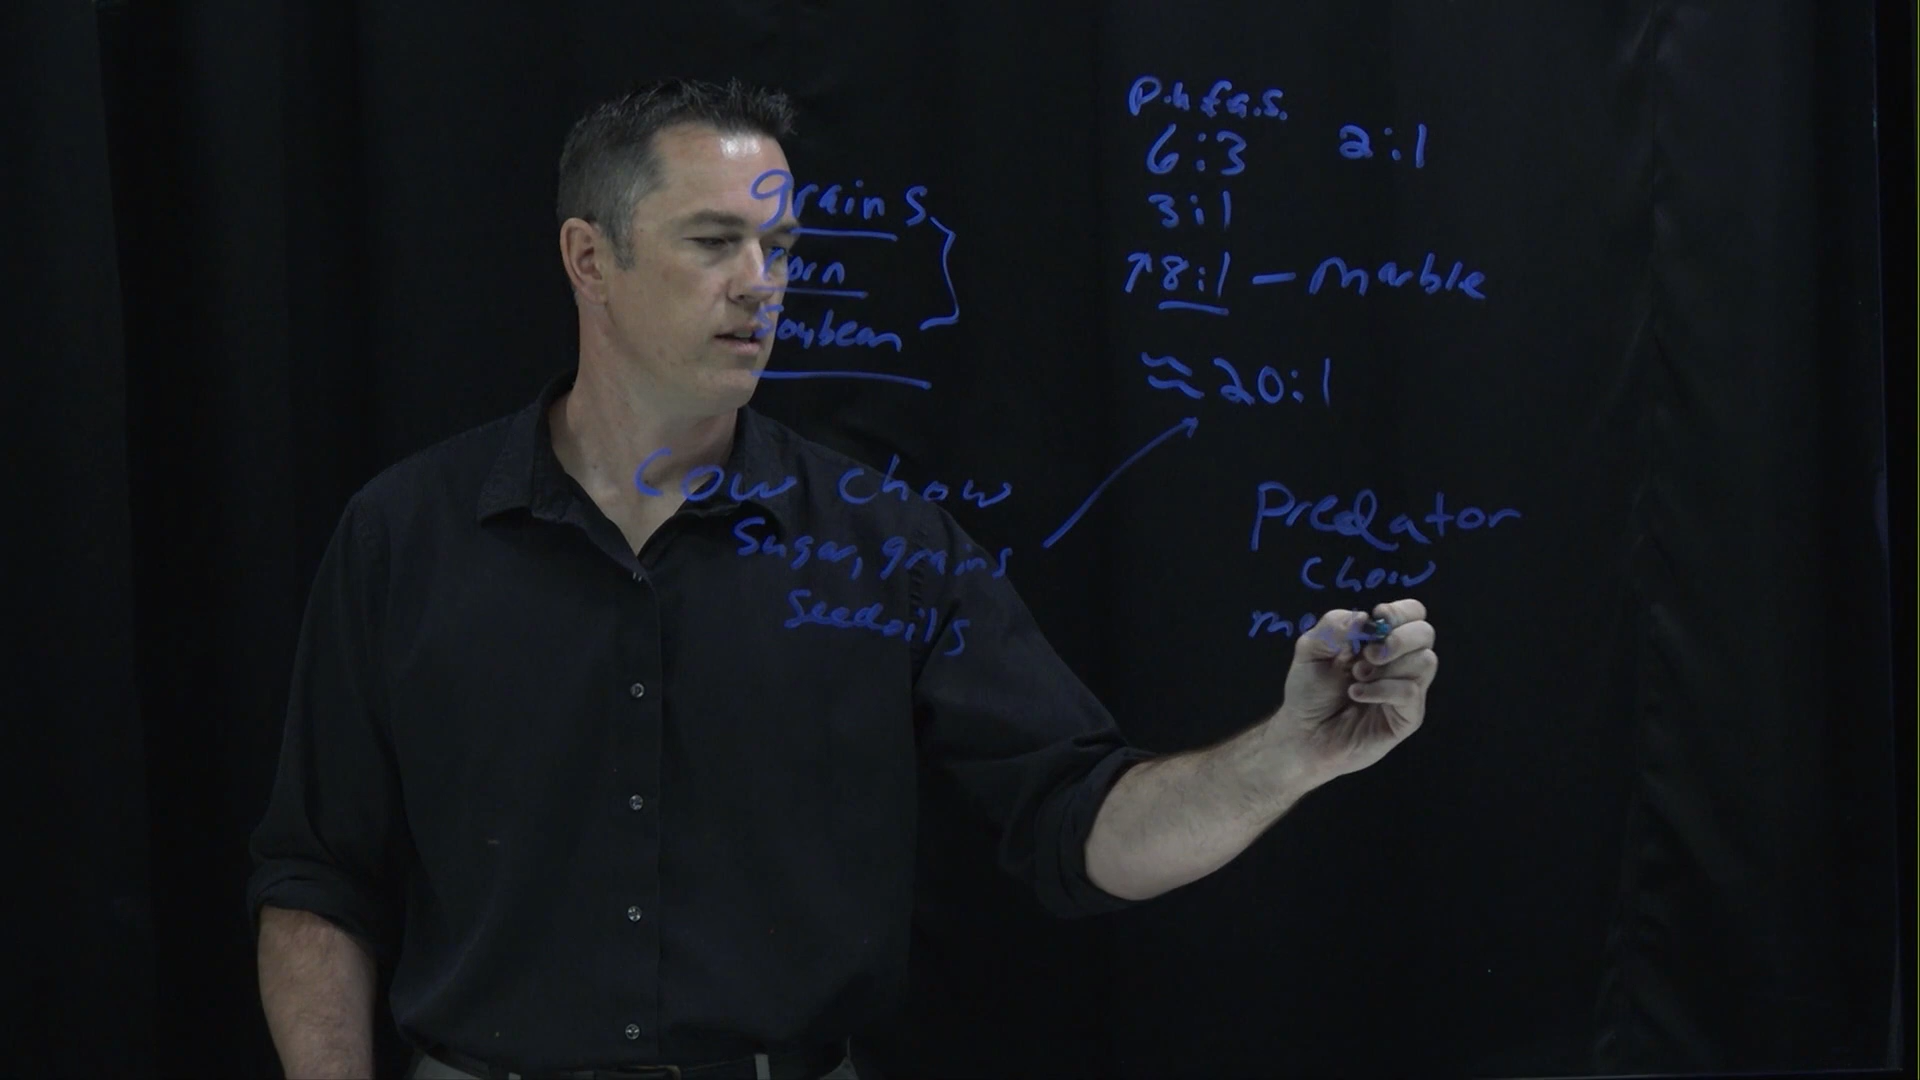 grains
corn
Soybean
Cow chow
Sugar, grains
Seedoils
p.u.f.a.s.
6:3 2:1
3:1
↑8:1 — marble
≈20:1
Predator
Chow